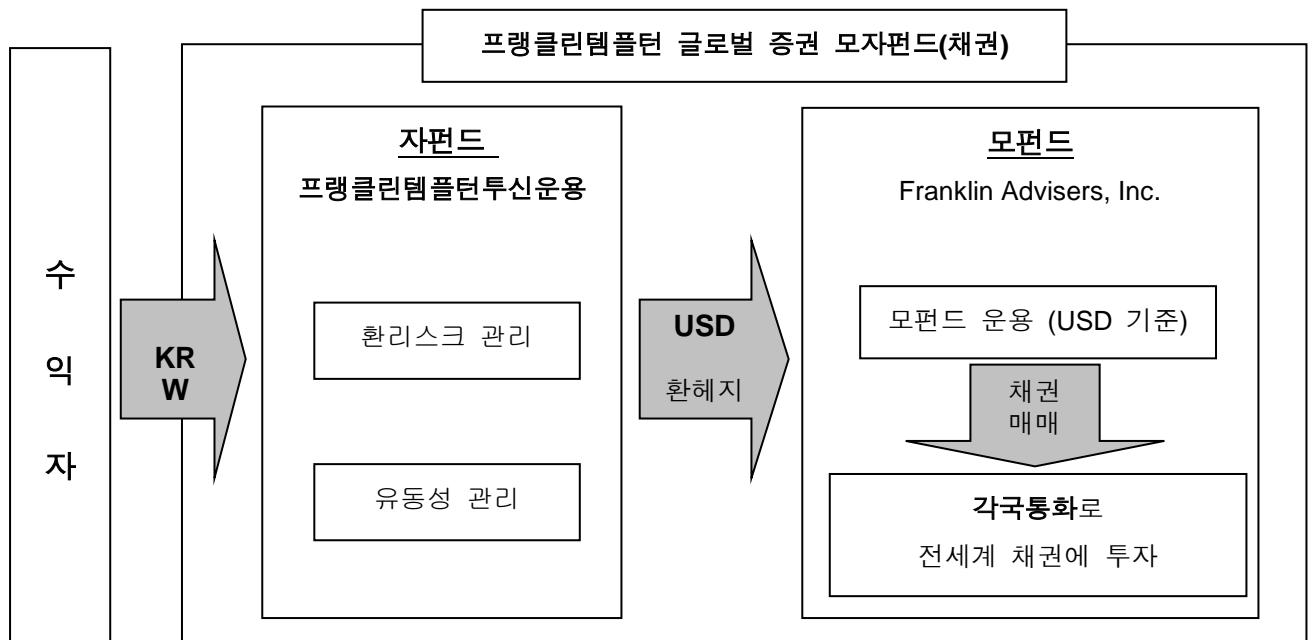 프랭클린템플턴 글로벌 증권 모자펀드(채권)
수
익
자
KR
W
자펀드
프랭클린템플턴투신운용
환리스크 관리
유동성 관리
USD
환헤지
모펀드
Franklin Advisers, Inc.
모펀드 운용 (USD 기준)
채권
매매
각국통화로
전세계 채권에 투자